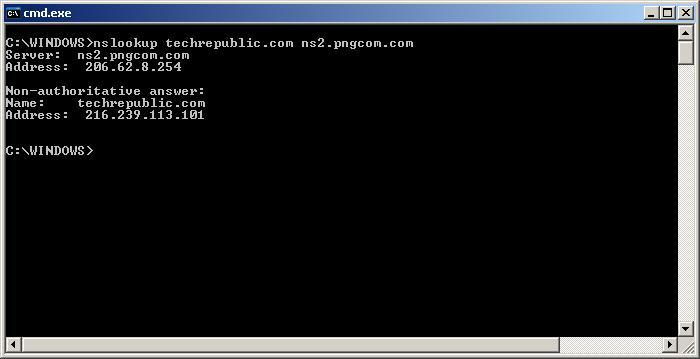 cmd.exe
C:\WINDOWS>nslookup techrepublic.com ns2.pngcom.com
Server:  ns2.pngcom.com
Address:  206.62.8.254
Non-authoritative answer:
Name:    techrepublic.com
Address:  216.239.113.101
C:\WINDOWS>